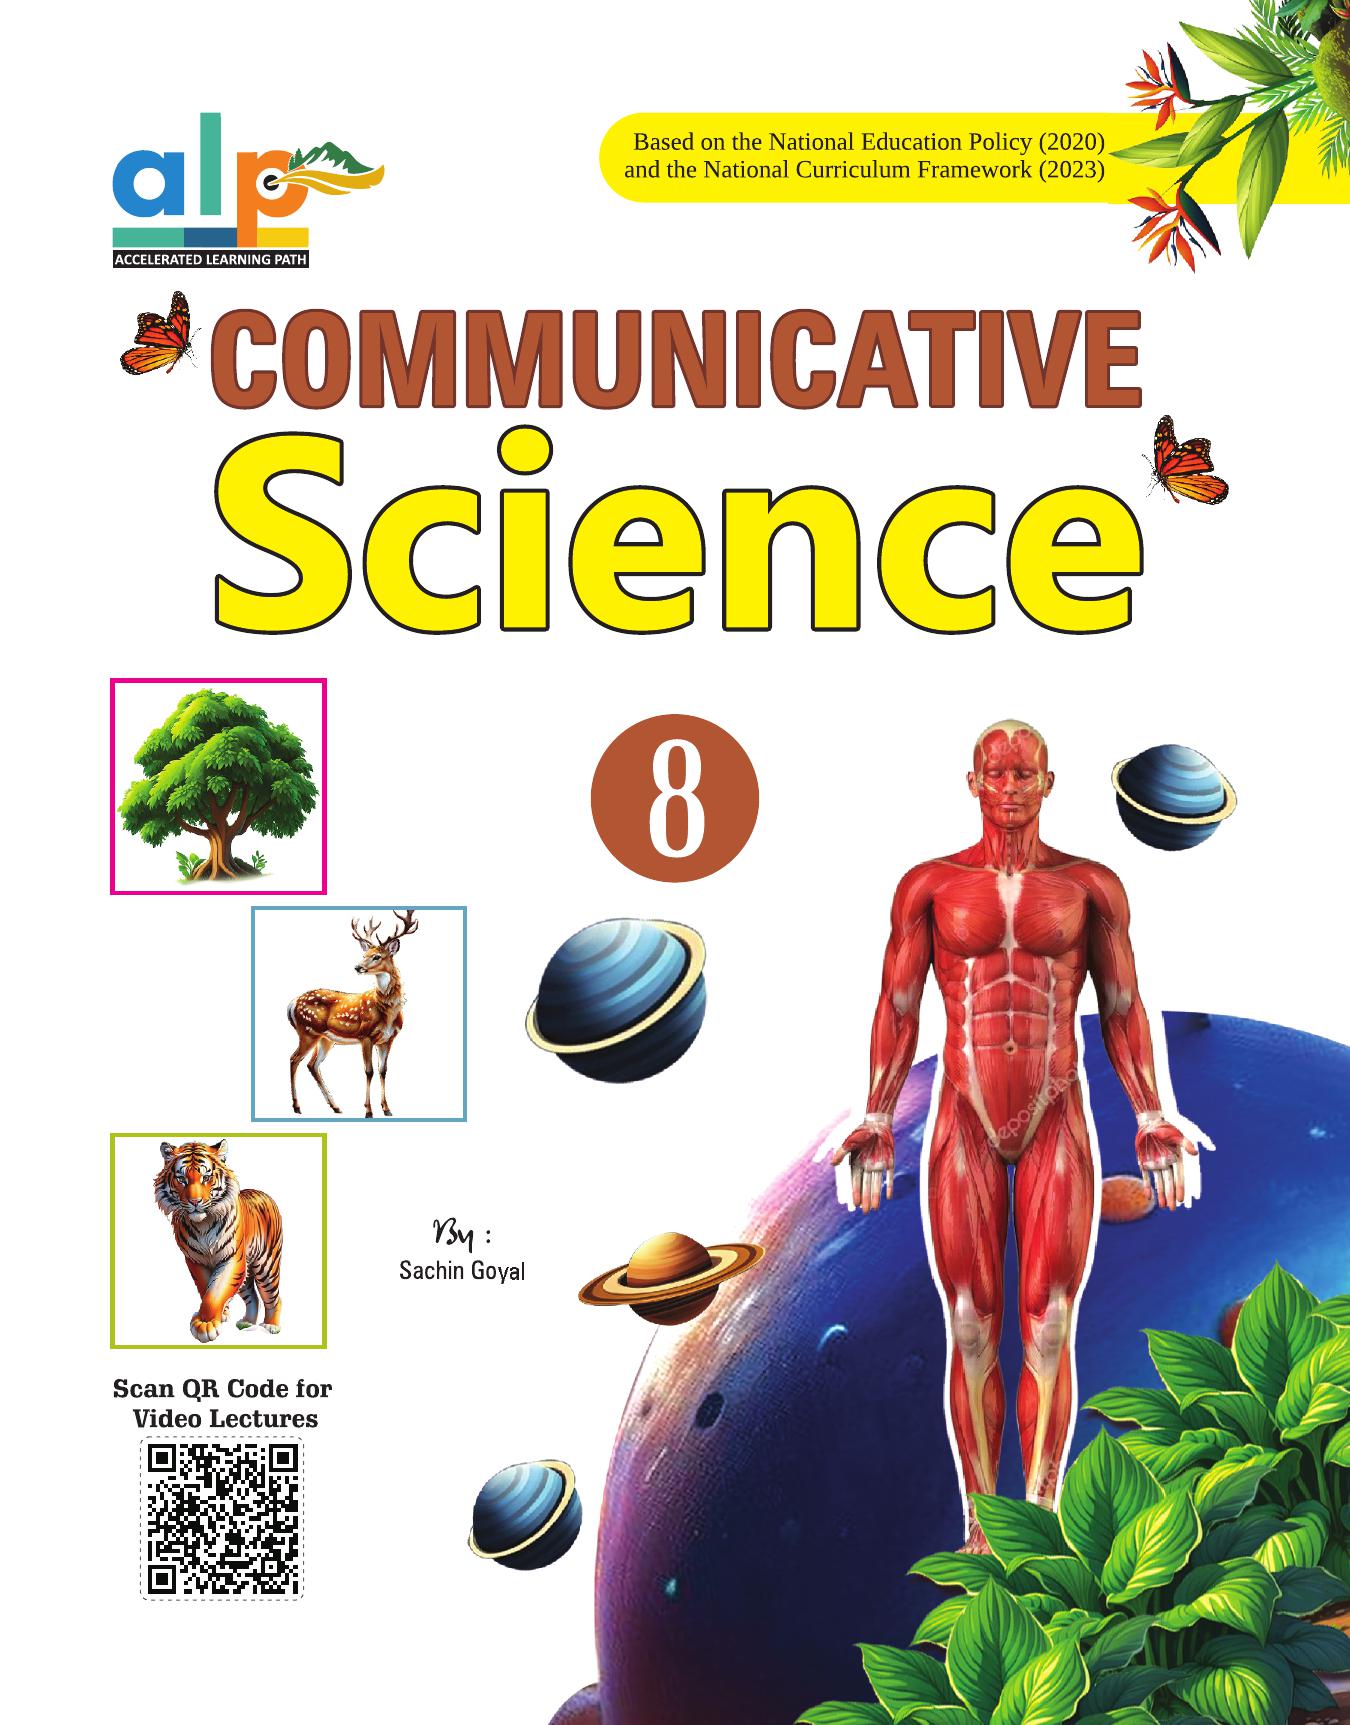 alp
ACCELERATED LEARNING PATH
Based on the National Education Policy (2020)
and the National Curriculum Framework (2023)
COMMUNICATIVE
Science
8
By :
Sachin Goyal
Scan QR Code for
Video Lectures
depositphotos